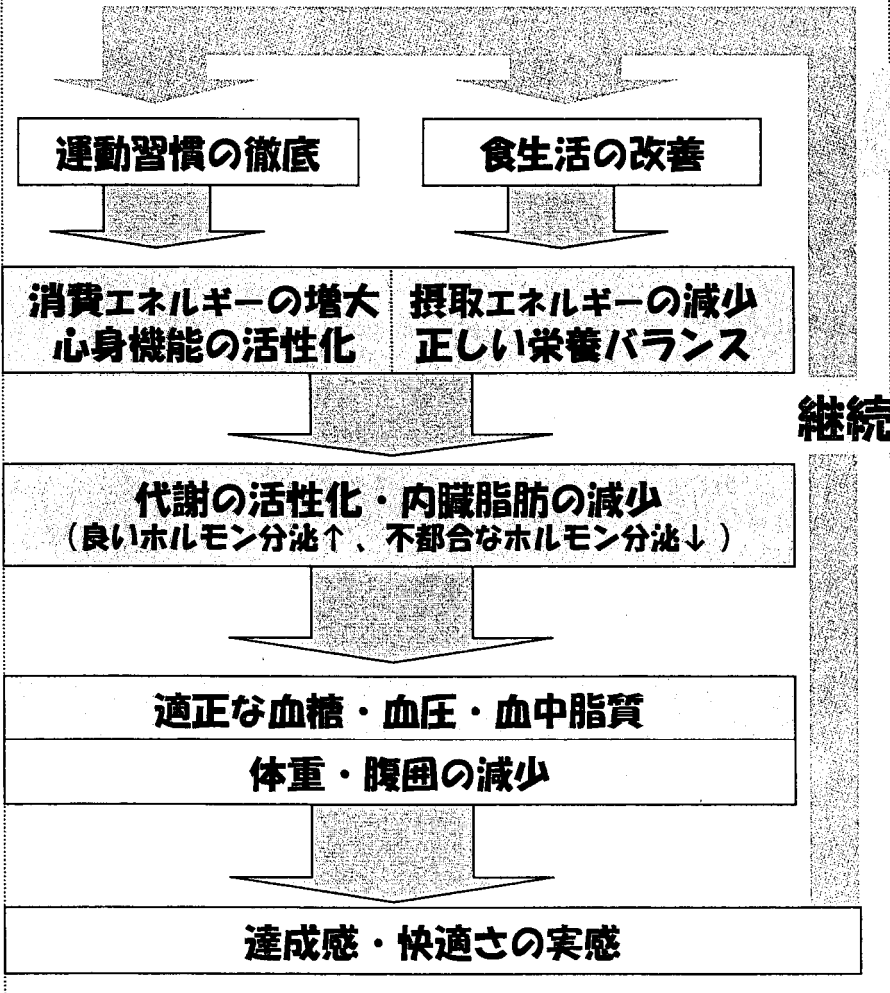 運動習慣の徹底
食生活の改善
消費エネルギーの増大
心身機能の活性化
摂取エネルギーの減少
正しい栄養バランス
継続
代謝の活性化・内臓脂肪の減少
（良いホルモン分泌↑、不都合なホルモン分泌↓）
適正な血糖・血圧・血中脂質
体重・腹囲の減少
達成感・快適さの実感